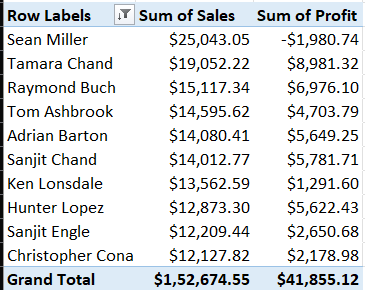 Row Labels Sum of Sales Sum of Profit
Sean Miller $25,043.05 -$1,980.74
Tamara Chand $19,052.22 $8,981.32
Raymond Buch $15,117.34 $6,976.10
Tom Ashbrook $14,595.62 $4,703.79
Adrian Barton $14,080.41 $5,649.25
Sanjit Chand $14,012.77 $5,781.71
Ken Lonsdale $13,562.59 $1,291.60
Hunter Lopez $12,873.30 $5,622.43
Sanjit Engle $12,209.44 $2,650.68
Christopher Cona $12,127.82 $2,178.98
Grand Total $1,52,674.55 $41,855.12